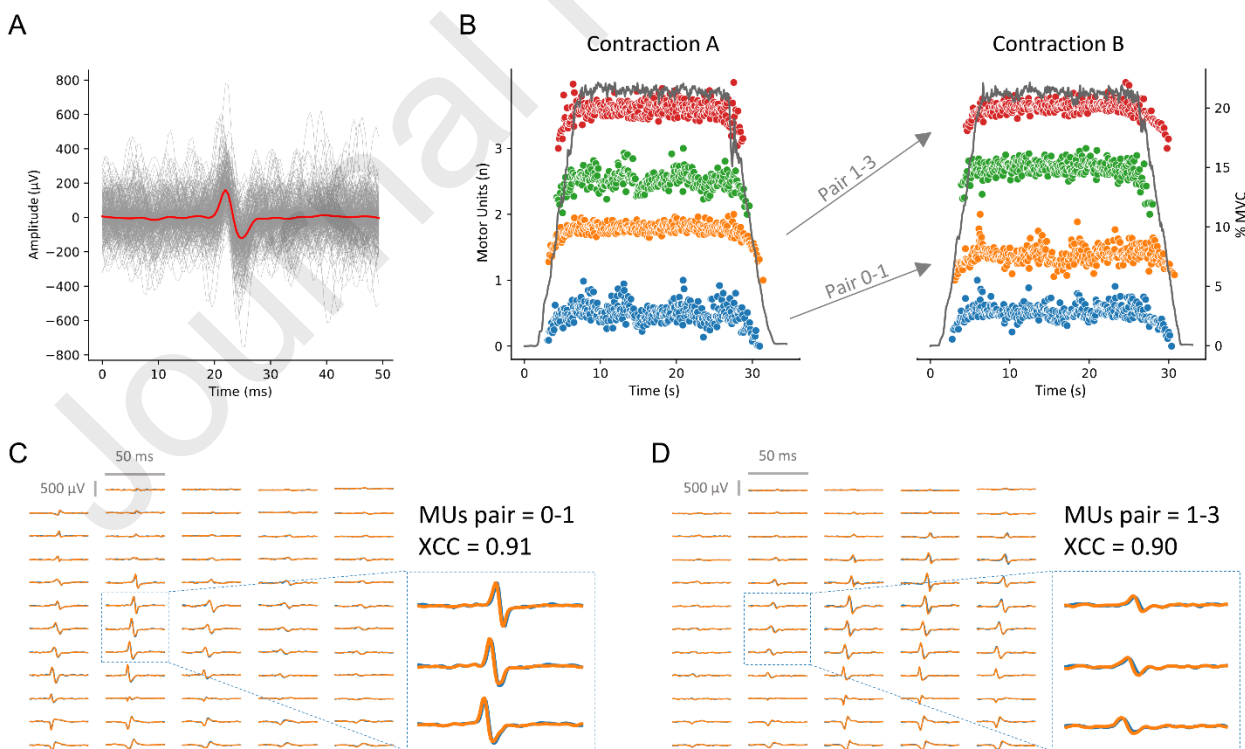 A
Amplitude (µV)
800
600
400
200
0
−200
−400
−600
−800
0
10
20
30
40
50
Time (ms)
B
Contraction A
Contraction B
Motor Units (n)
3
2
1
0
0
10
20
30
Time (s)
Pair 1-3
Pair 0-1
0
10
20
30
Time (s)
20
15
10
5
0
% MVC
C
50 ms
500 µV
MUs pair = 0-1
XCC = 0.91
D
50 ms
500 µV
MUs pair = 1-3
XCC = 0.90
Journal